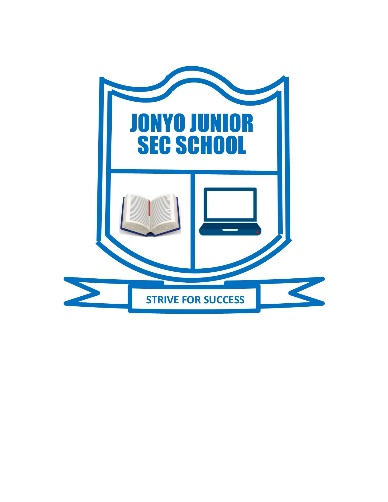 JONYO JUNIOR
SEC SCHOOL
STRIVE FOR SUCCESS